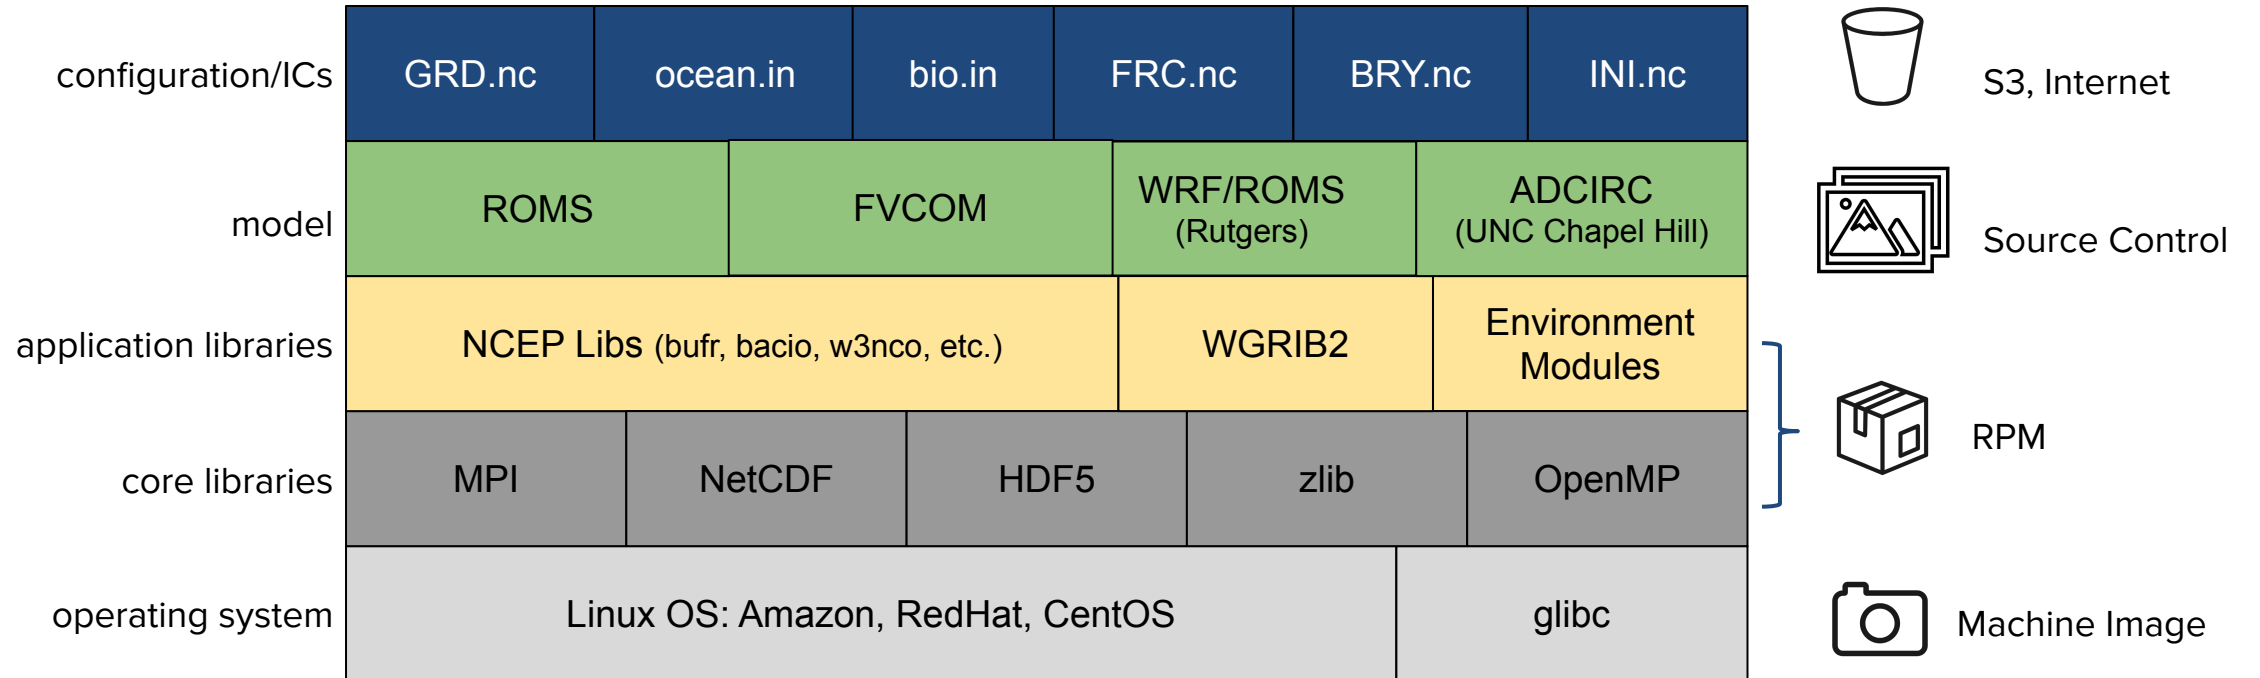 configuration/ICs
GRD.nc
ocean.in
bio.in
FRC.nc
BRY.nc
INI.nc
S3, Internet
model
ROMS
FVCOM
WRF/ROMS
(Rutgers)
ADCIRC
(UNC Chapel Hill)
Source Control
application libraries
NCEP Libs (bufr, bacio, w3nco, etc.)
WGRIB2
Environment
Modules
RPM
core libraries
MPI
NetCDF
HDF5
zlib
OpenMP
operating system
Linux OS: Amazon, RedHat, CentOS
glibc
Machine Image